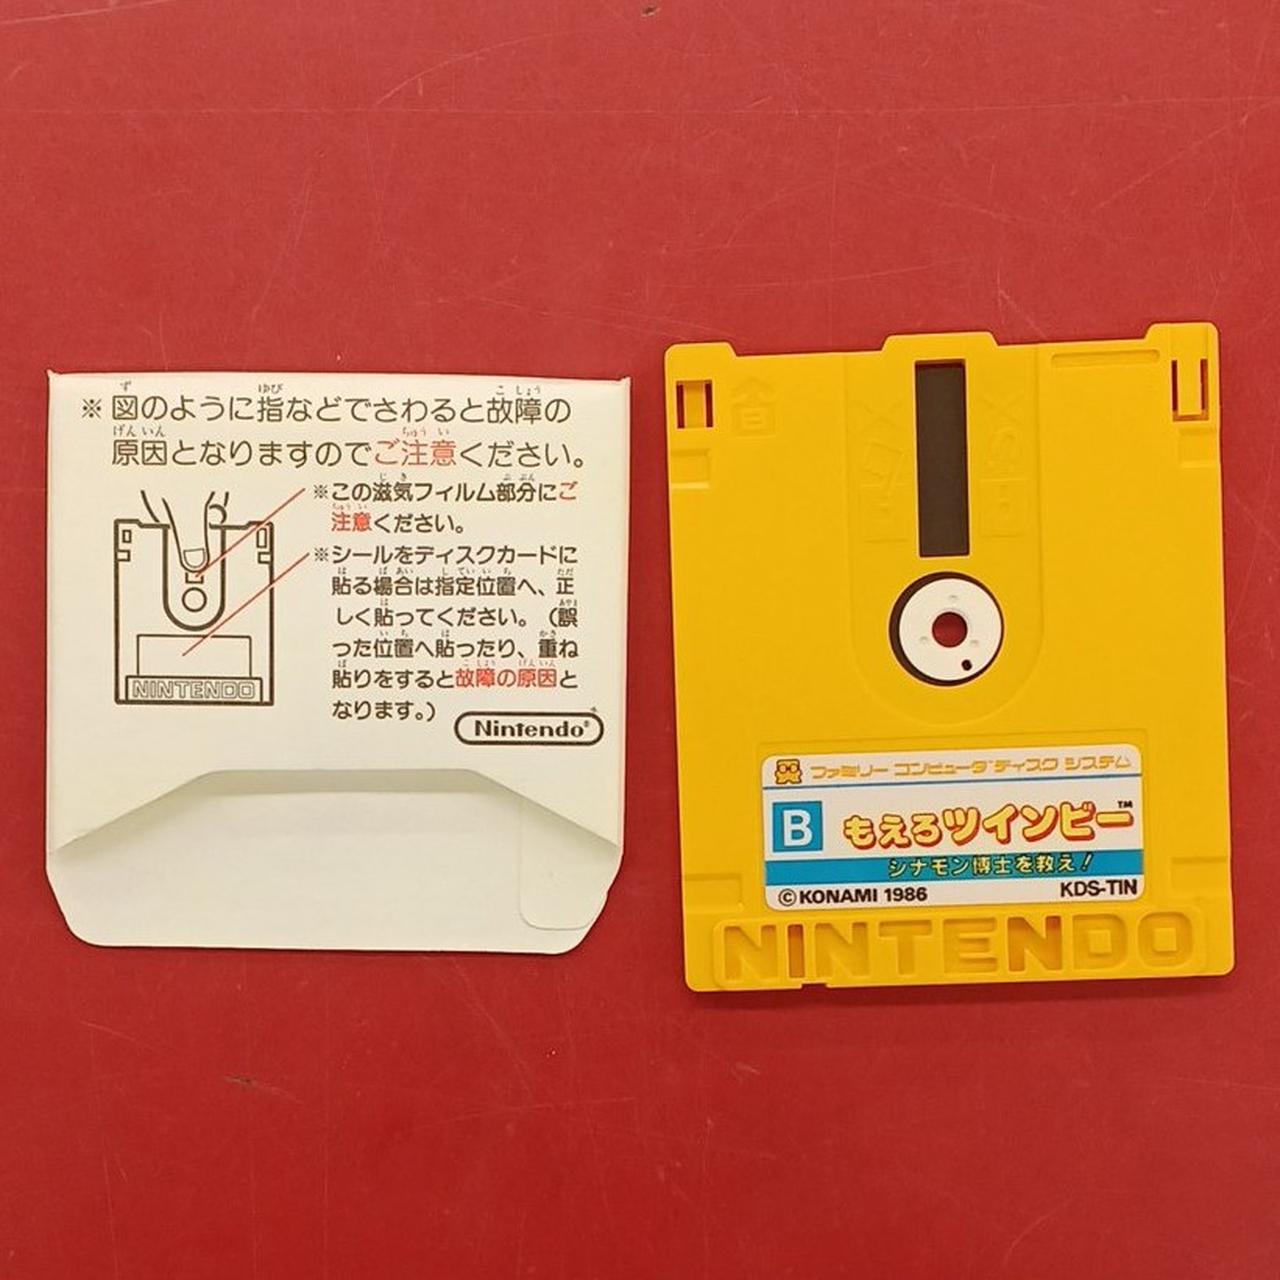 ※図のように指などでさわると故障の
原因となりますのでご注意ください。
※この滋気フィルム部分にご
注意ください。
※シールをディスクカードに
貼る場合は指定位置へ、正
しく貼ってください。(誤
った位置へ貼ったり、重ね
貼りをすると故障の原因と
なります。)
NINTENDO
Nintendo®
ファミリー コンピュータ ディスク システム
B
もえろツインビー™
シナモン博士を救え!
©KONAMI 1986
KDS-TIN
NINTENDO